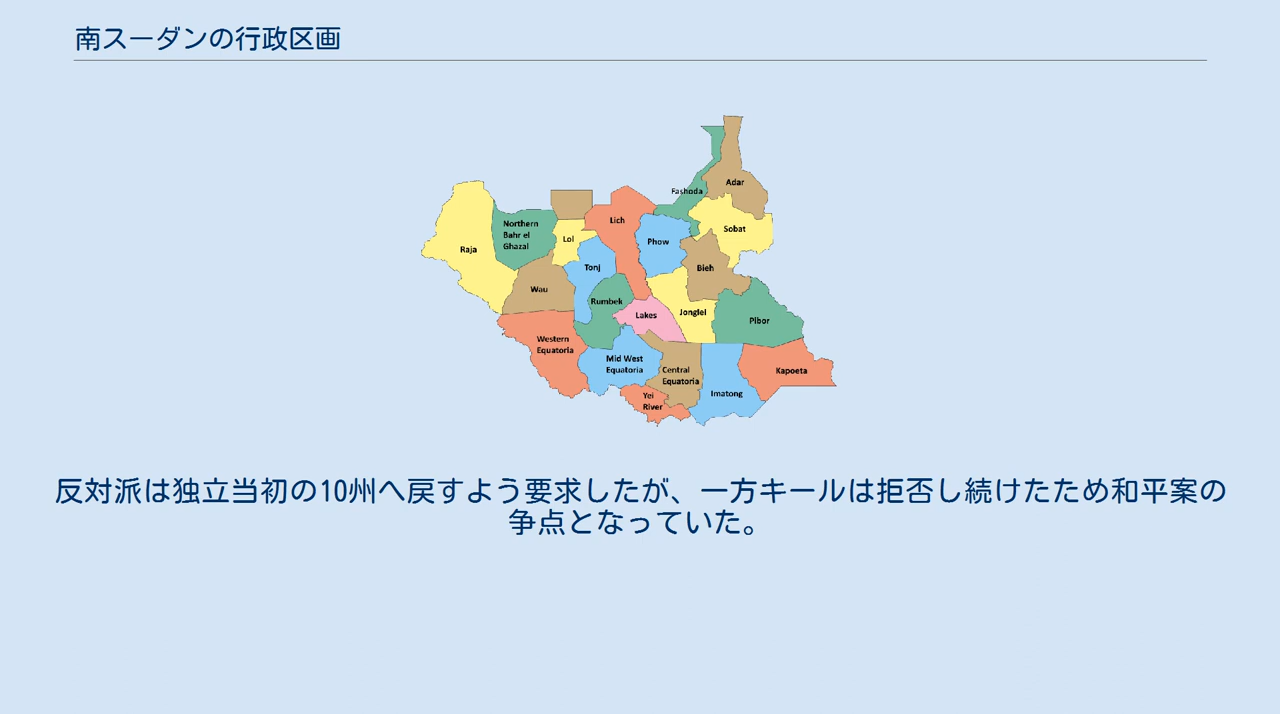 南スーダンの行政区画
Adar
Fashoda
Lich
Northern
Bahr el
Ghazal
Sobat
Lol
Phow
Raja
Tonj
Bieh
Wau
Rumbek
Lakes
Jonglei
Pibor
Western
Equatoria
Mid West
Equatoria
Central
Equatoria
Kapoeta
Imatong
Yei
River
反対派は独立当初の10州へ戻すよう要求したが、一方キールは拒否し続けたため和平案の
争点となっていた。